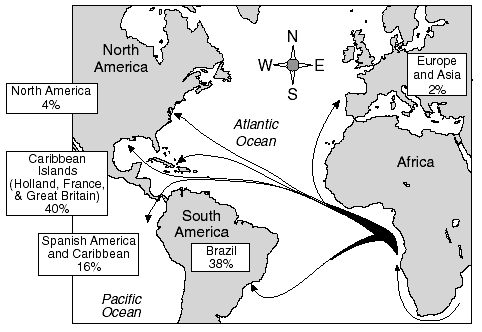 North
America
N
W E
S
Europe
and Asia
2%
North America
4%
Atlantic
Ocean
Caribbean
Islands
(Holland, France,
& Great Britain)
40%
Africa
South
America
Spanish America
and Caribbean
16%
Brazil
38%
Pacific
Ocean